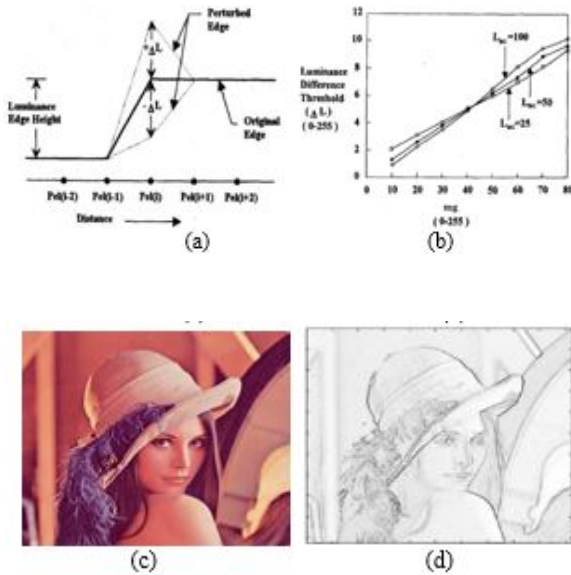 Perturbed
Edge
+ΔL
-ΔL
Luminance
Edge Height
Original
Edge
Pel(i-2) Pel(i-1) Pel(i) Pel(i+1) Pel(i+2)
Distance
(a)
12
10
8
6
4
2
0
Luminance
Difference
Threshold
(ΔL)
(0-255)
=100
=50
=25
0 10 20 30 40 50 60 70 80
mg
(0-255)
(b)
(c)
(d)